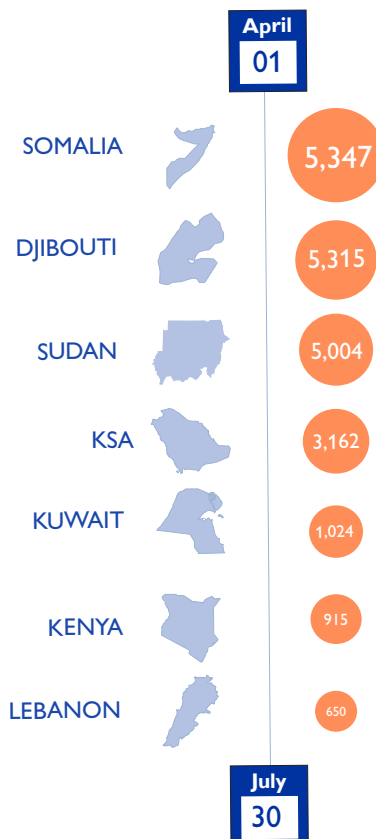 April
01
SOMALIA
5,347
DJIBOUTI
5,315
SUDAN
5,004
KSA
3,162
KUWAIT
1,024
KENYA
915
LEBANON
650
July
30